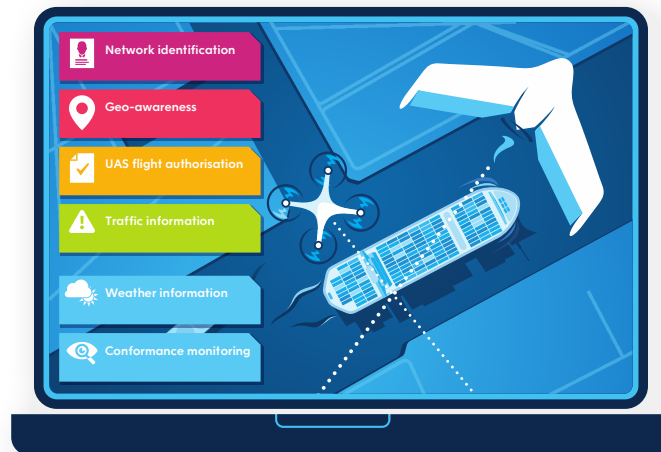 Network identification
Geo-awareness
UAS flight authorisation
Traffic information
Weather information
Conformance monitoring